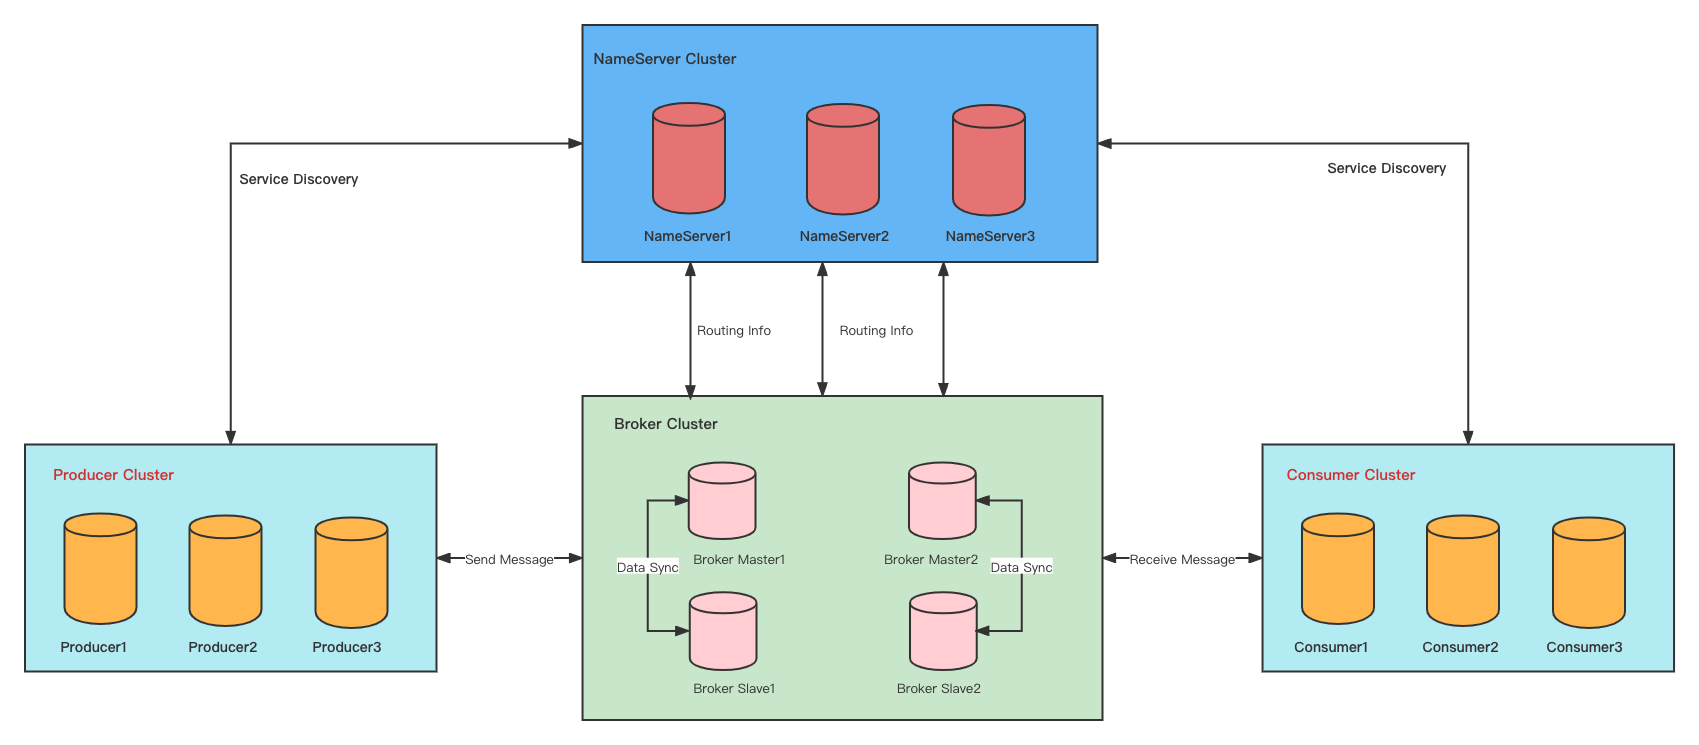 NameServer Cluster
NameServer1
NameServer2
NameServer3
Service Discovery
Service Discovery
Routing Info
Routing Info
Broker Cluster
Producer Cluster
Consumer Cluster
Broker Master1
Broker Master2
Send Message
Data Sync
Data Sync
Receive Message
Producer1
Producer2
Producer3
Consumer1
Consumer2
Consumer3
Broker Slave1
Broker Slave2